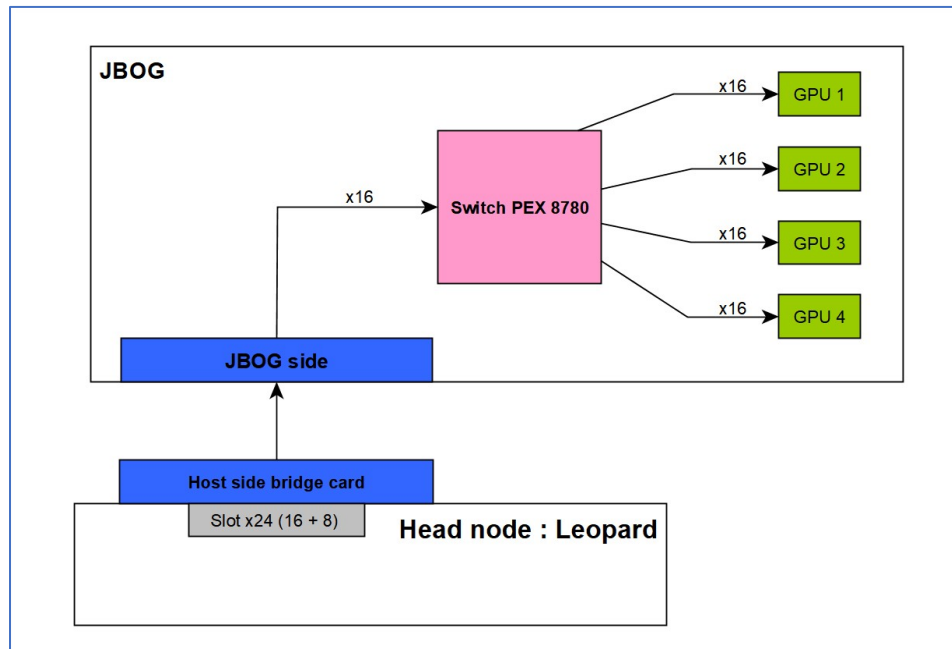 JBOG
x16
GPU 1
x16
GPU 2
x16
Switch PEX 8780
x16
GPU 3
x16
GPU 4
JBOG side
Host side bridge card
Slot x24 (16 + 8)
Head node : Leopard